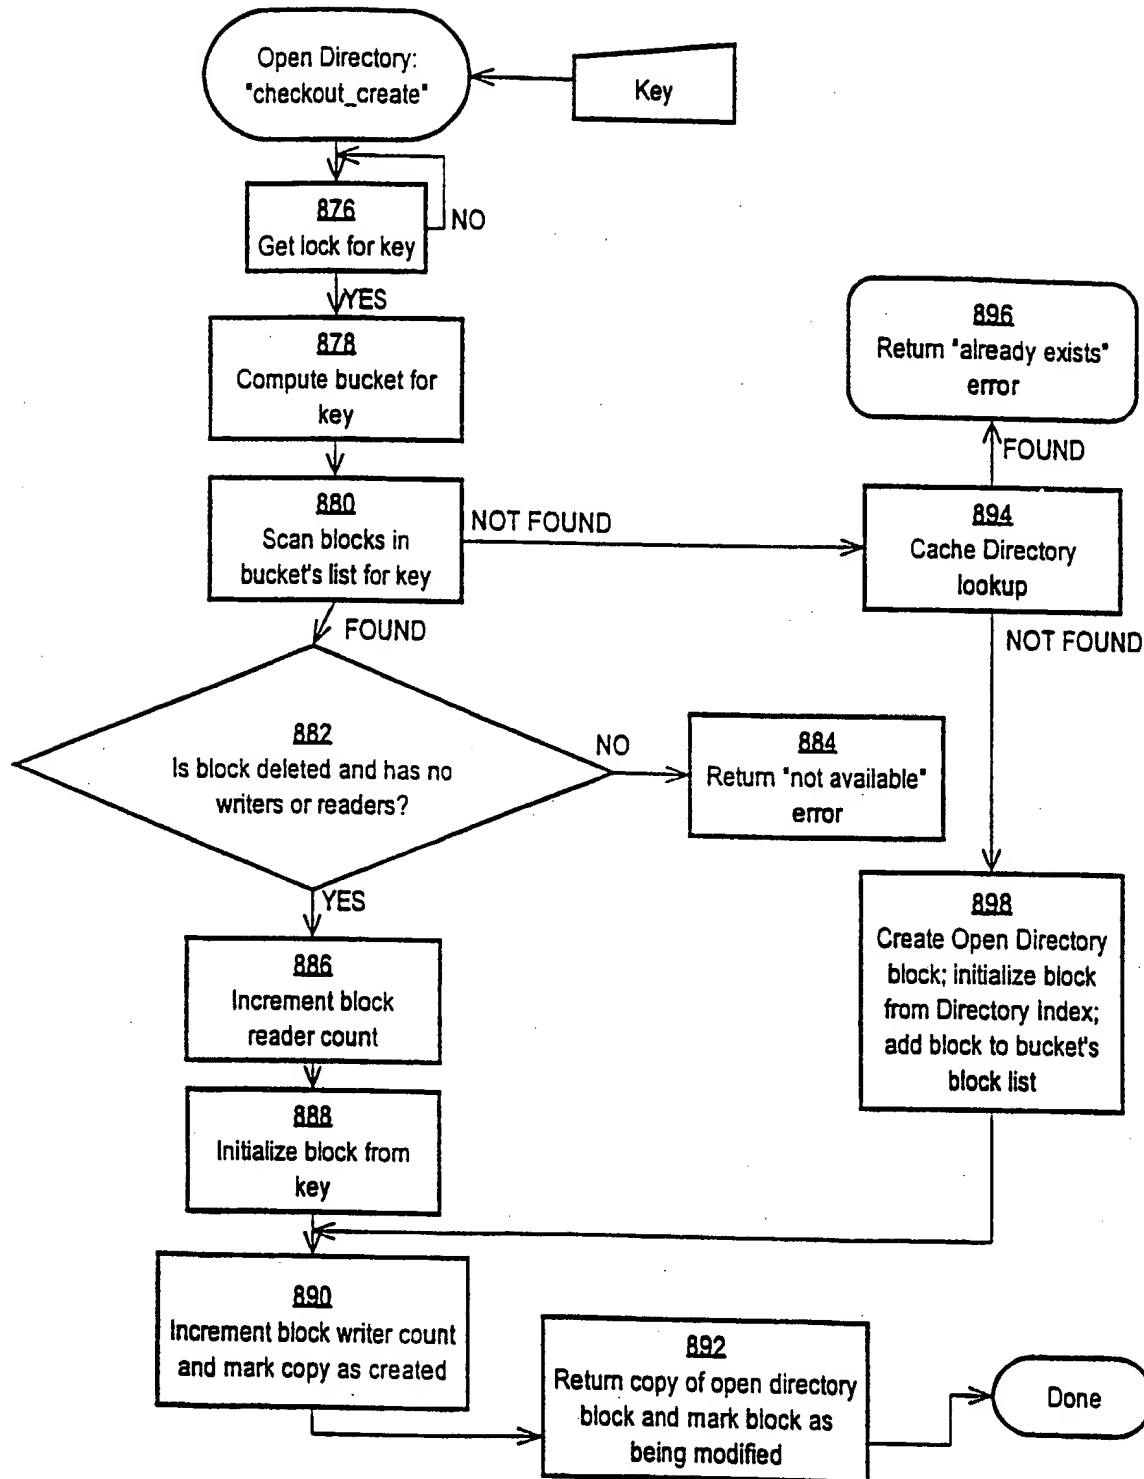 Open Directory:
"checkout_create"
Key
876
Get lock for key
NO
YES
878
Compute bucket for
key
896
Return "already exists"
error
FOUND
880
Scan blocks in
bucket's list for key
NOT FOUND
894
Cache Directory
lookup
FOUND
NOT FOUND
882
Is block deleted and has no
writers or readers?
NO
884
Return "not available"
error
YES
886
Increment block
reader count
898
Create Open Directory
block; initialize block
from Directory Index;
add block to bucket's
block list
888
Initialize block from
key
890
Increment block writer count
and mark copy as created
892
Return copy of open directory
block and mark block as
being modified
Done